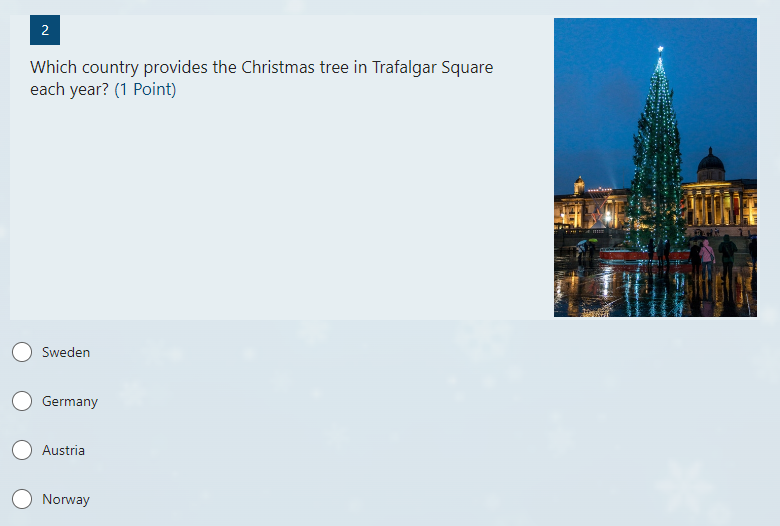 2
Which country provides the Christmas tree in Trafalgar Square
each year? (1 Point)
Sweden
Germany
Austria
Norway